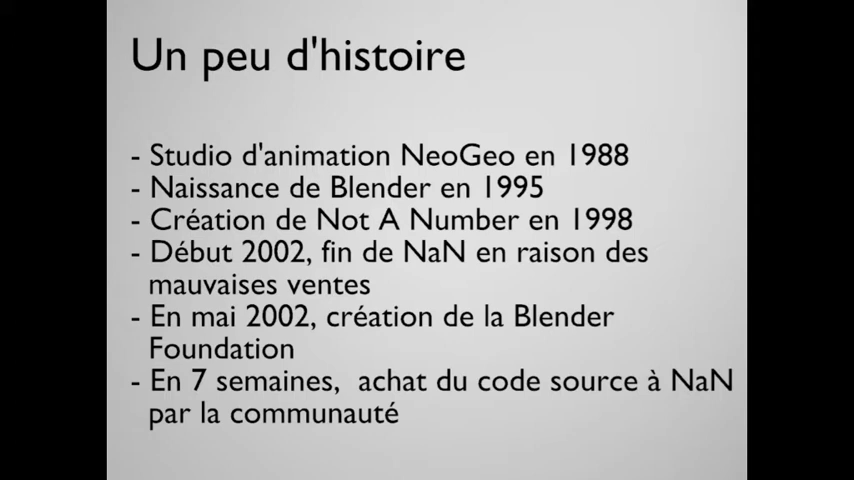 Un peu d'histoire
- Studio d'animation NeoGeo en 1988
- Naissance de Blender en 1995
- Création de Not A Number en 1998
- Début 2002, fin de NaN en raison des
mauvaises ventes
- En mai 2002, création de la Blender
Foundation
- En 7 semaines,  achat du code source à NaN
par la communauté